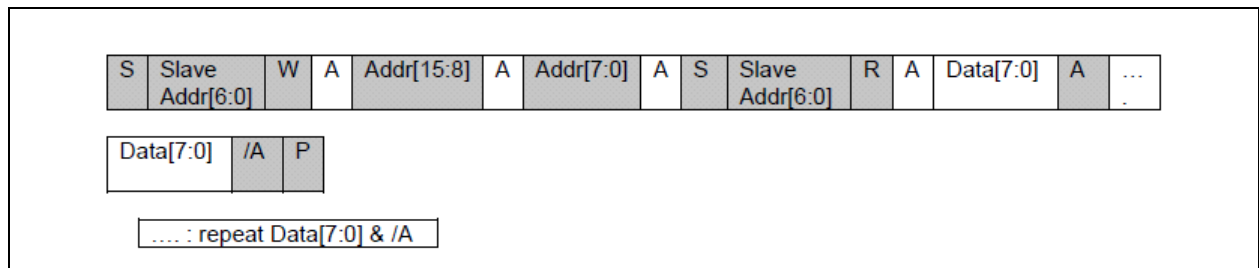 S Slave W A Addr[15:8] A Addr[7:0] A S Slave R A Data[7:0] A ...
Addr[6:0] Addr[6:0] .
Data[7:0] /A P
.... : repeat Data[7:0] & /A